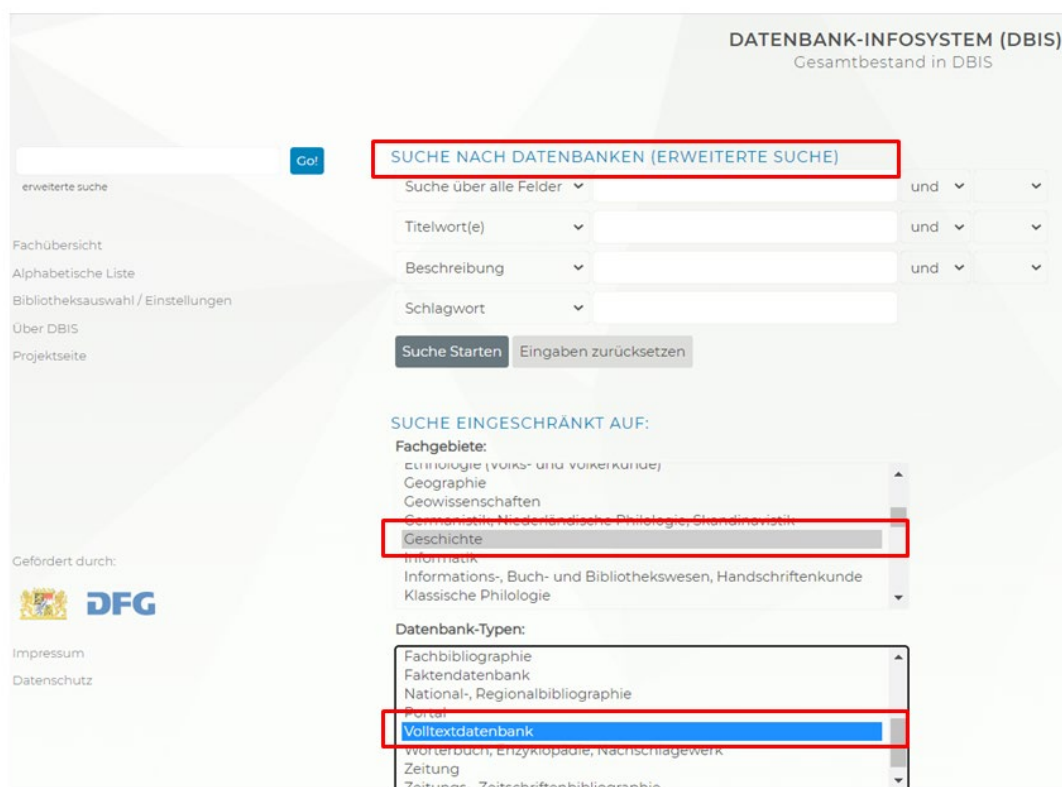 DATENBANK-INFOSYSTEM (DBIS)
Gesamtbestand in DBIS
Go!
erweiterte suche
Fachübersicht
Alphabetische Liste
Bibliotheksauswahl / Einstellungen
Über DBIS
Projektseite
Gefördert durch:
DFG
Impressum
Datenschutz
SUCHE NACH DATENBANKEN (ERWEITERTE SUCHE)
Suche über alle Felder und
Titelwort(e) und
Beschreibung und
Schlagwort
Suche Starten Eingaben zurücksetzen
SUCHE EINGESCHRÄNKT AUF:
Fachgebiete:
Ethnologie (Volks- und Völkerkunde)
Geographie
Geowissenschaften
Germanistik, Niederländische Philologie, Skandinavistik
Geschichte
Informatik
Informations-, Buch- und Bibliothekswesen, Handschriftenkunde
Klassische Philologie
Datenbank-Typen:
Fachbibliographie
Faktendatenbank
National-, Regionalbibliographie
Portal
Volltextdatenbank
Wörterbuch, Enzyklopädie, Nachschlagewerk
Zeitung
Zeitungs-, Zeitschriftenbibliographie